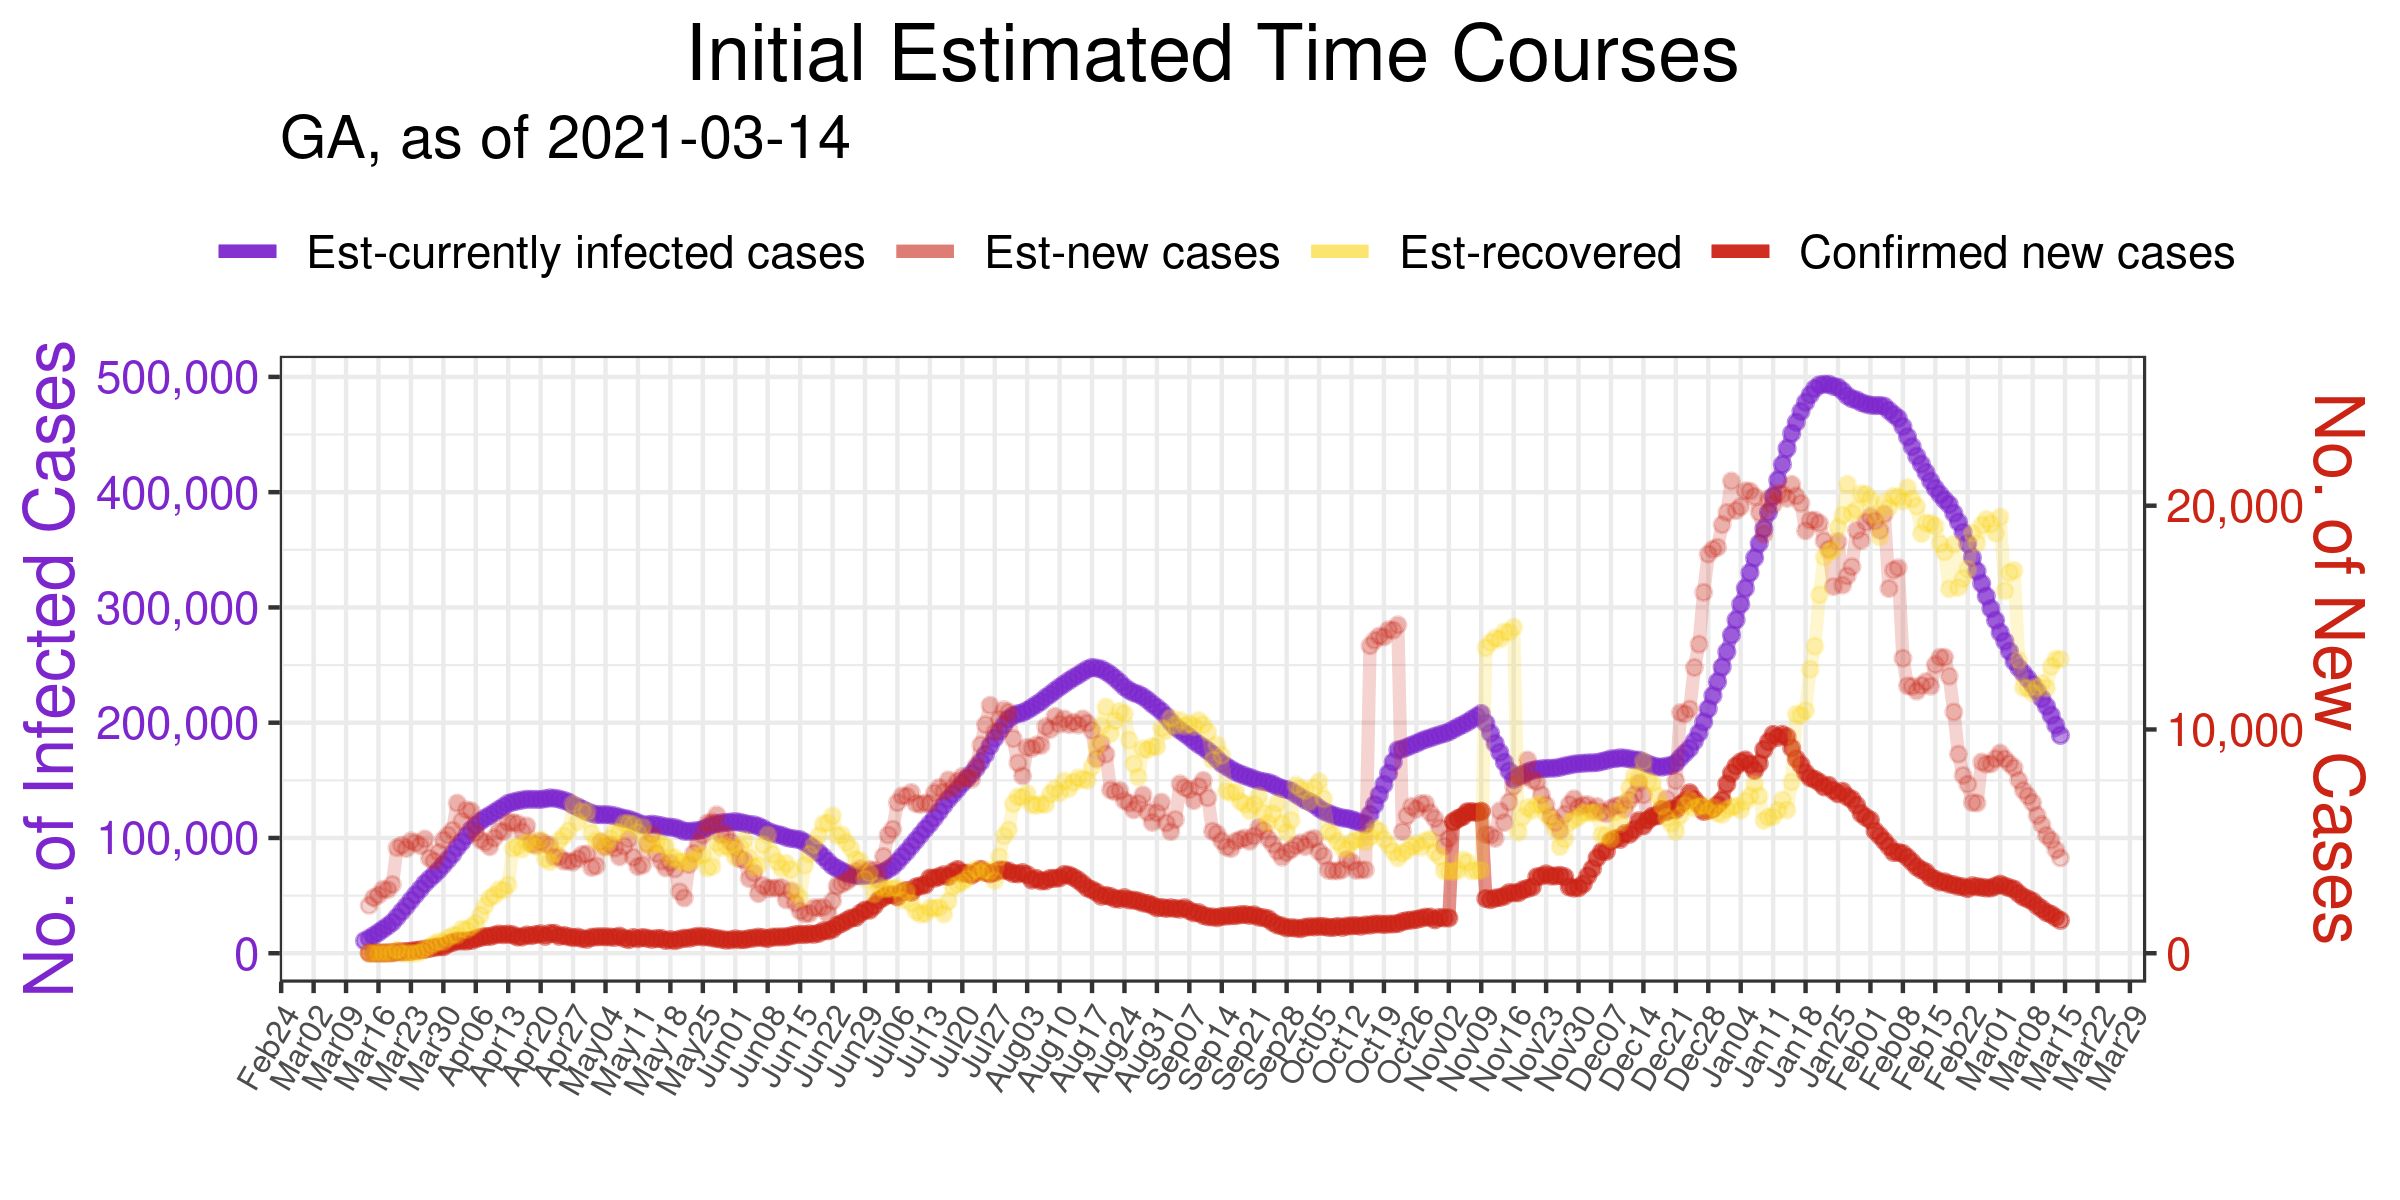 Initial Estimated Time Courses
GA, as of 2021-03-14
Est-currently infected cases Est-new cases Est-recovered Confirmed new cases
No. of Infected Cases
500,000
400,000
300,000
200,000
100,000
0
No. of New Cases
20,000
10,000
0
Feb24 Mar02 Mar09 Mar16 Mar23 Mar30 Apr06 Apr13 Apr20 Apr27 May04 May11 May18 May25 Jun01 Jun08 Jun15 Jun22 Jun29 Jul06 Jul13 Jul20 Jul27 Aug03 Aug10 Aug17 Aug24 Aug31 Sep07 Sep14 Sep21 Sep28 Oct05 Oct12 Oct19 Oct26 Nov02 Nov09 Nov16 Nov23 Nov30 Dec07 Dec14 Dec21 Dec28 Jan04 Jan11 Jan18 Jan25 Feb01 Feb08 Feb15 Feb22 Mar01 Mar08 Mar15 Mar22 Mar29